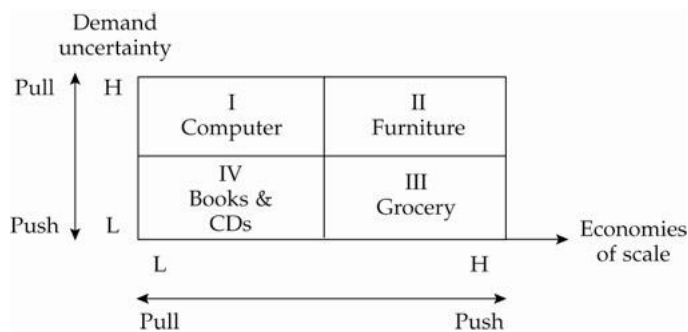 Demand
uncertainty
Pull
H
I
Computer
II
Furniture
IV
Books &
CDs
III
Grocery
Push
L
Economies
of scale
L
H
Pull
Push